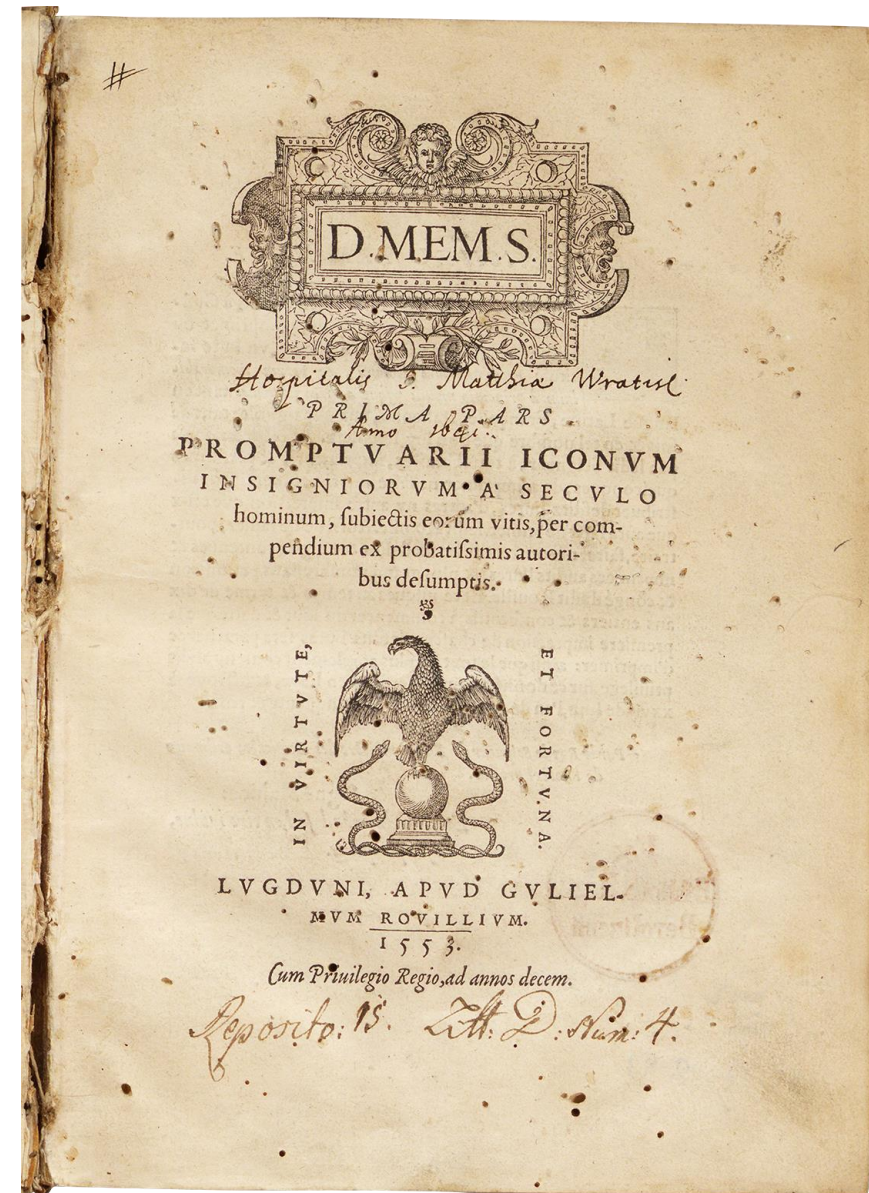 #
D.MEM.S.
Hospitalis S. Matthiæ Wratisl
PRIMA PARS
Anno
PROMPTVARII ICONVM
INSIGNIORVM A' SECVLO
hominum, ſubiectis eorum vitis, per com-
pendium ex probatiſsimis autori-
bus deſumptis.
IN VIRTVTE,
ET FORTVNA.
LVGDVNI, APVD GVLIEL-
MVM ROVILLIVM.
1553.
Cum Priuilegio Regio, ad annos decem.
Reposito: 15. Litt: D: Num: 4.